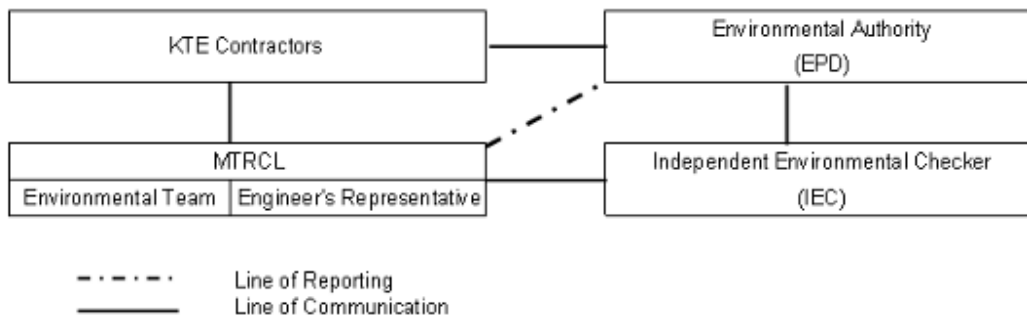 KTE Contractors
Environmental Authority
(EPD)
MTRCL
Environmental Team
Engineer's Representative
Independent Environmental Checker
(IEC)
Line of Reporting
Line of Communication